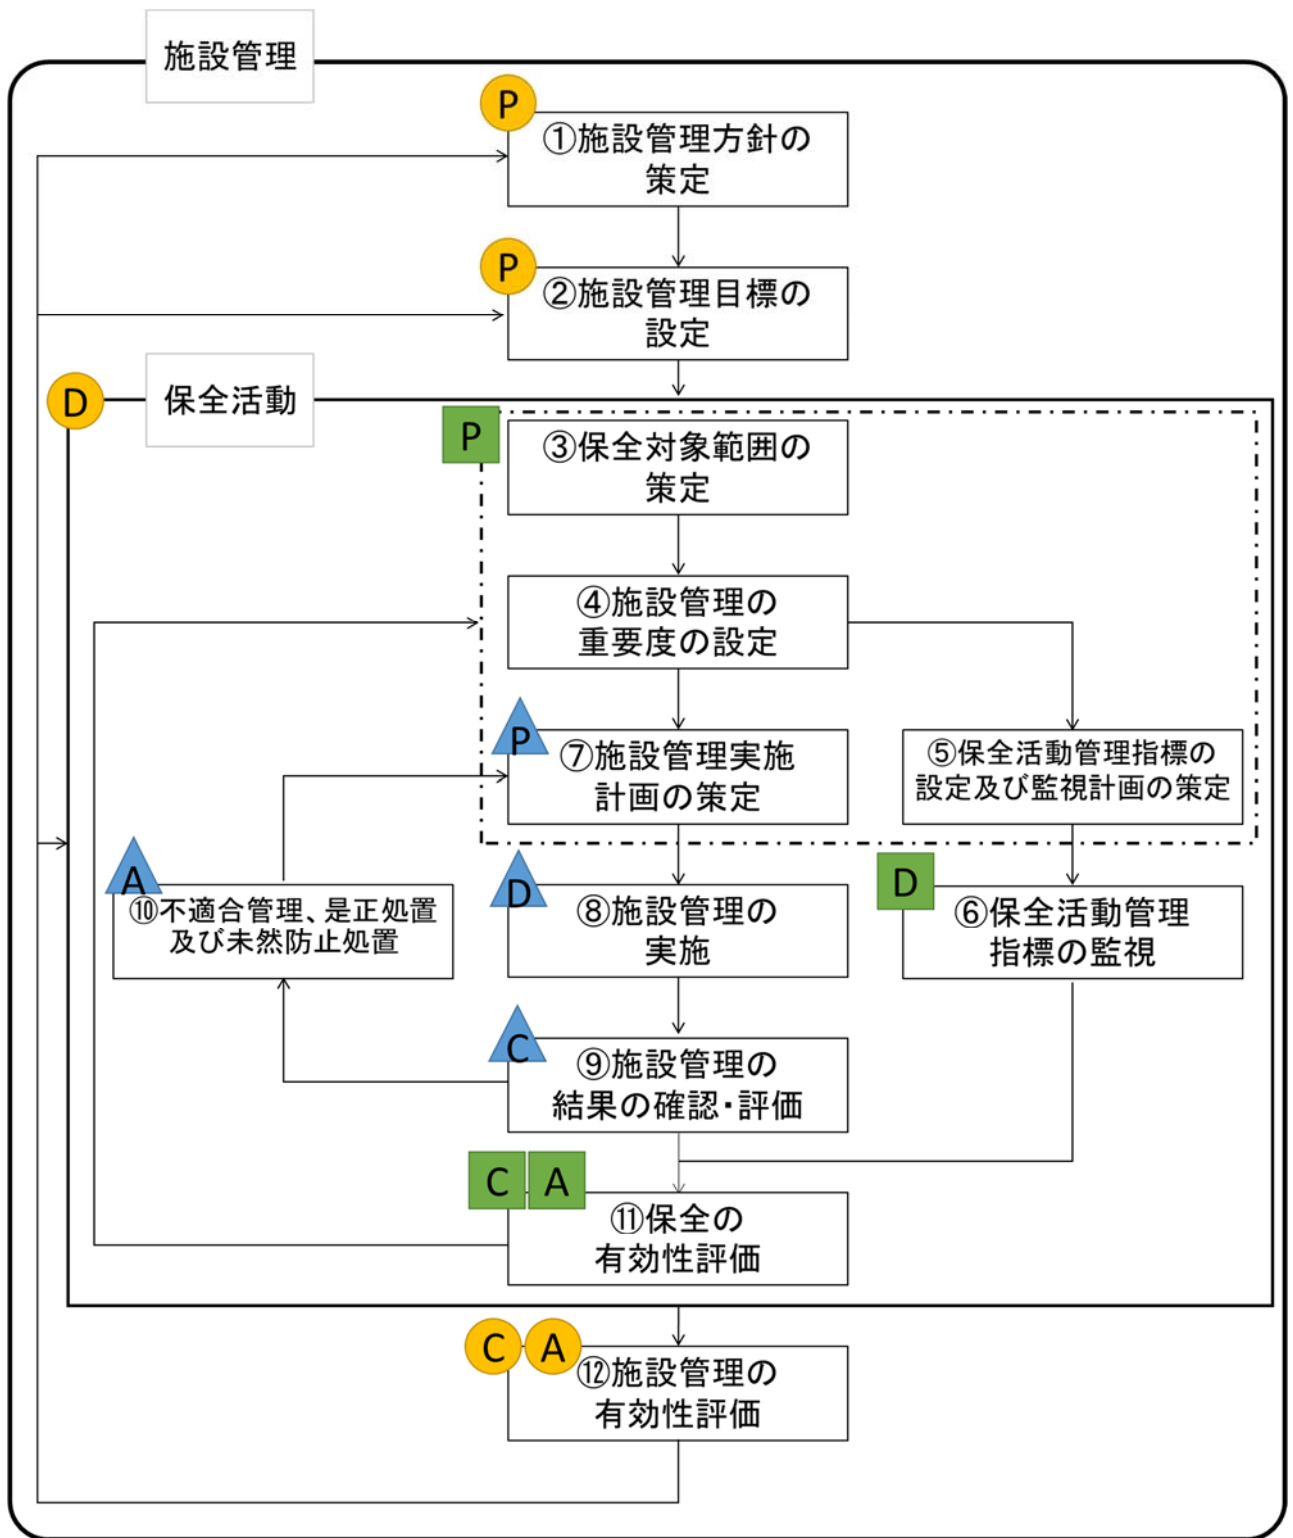 施設管理
P
①施設管理方針の
策定
P
②施設管理目標の
設定
D
保全活動
P
③保全対象範囲の
策定
④施設管理の
重要度の設定
P
⑦施設管理実施
計画の策定
⑤保全活動管理指標の
設定及び監視計画の策定
A
⑩不適合管理、是正処置
及び未然防止処置
D
⑧施設管理の
実施
D
⑥保全活動管理
指標の監視
C
⑨施設管理の
結果の確認・評価
C
A
⑪保全の
有効性評価
C
A
⑫施設管理の
有効性評価